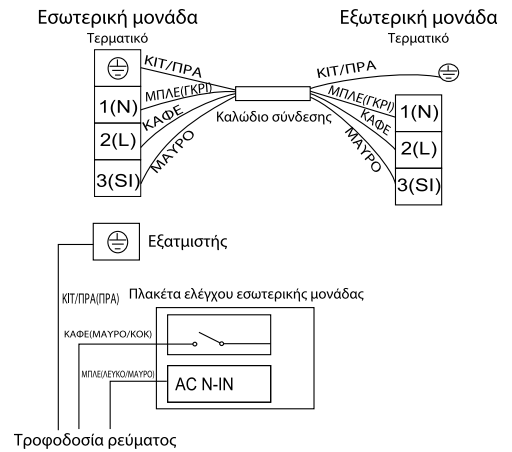 Εσωτερική μονάδα
Τερματικό
Εξωτερική μονάδα
Τερματικό
ΚΙΤ/ΠΡΑ
1(N)
ΜΠΛΕ(ΓΚΡΙ)
2(L)
ΚΑΦΕ
3(SI)
ΜΑΥΡΟ
Καλώδιο σύνδεσης
ΚΙΤ/ΠΡΑ
ΜΠΛΕ(ΓΚΡΙ)
1(N)
ΚΑΦΕ
2(L)
ΜΑΥΡΟ
3(SI)
Εξατμιστής
ΚΙΤ/ΠΡΑ(ΠΡΑ)
Πλακέτα ελέγχου εσωτερικής μονάδας
ΚΑΦΕ(ΜΑΥΡΟ/ΚΟΚ)
ΜΠΛΕ(ΛΕΥΚΟ/ΜΑΥΡΟ)
AC N-IN
Τροφοδοσία ρεύματος